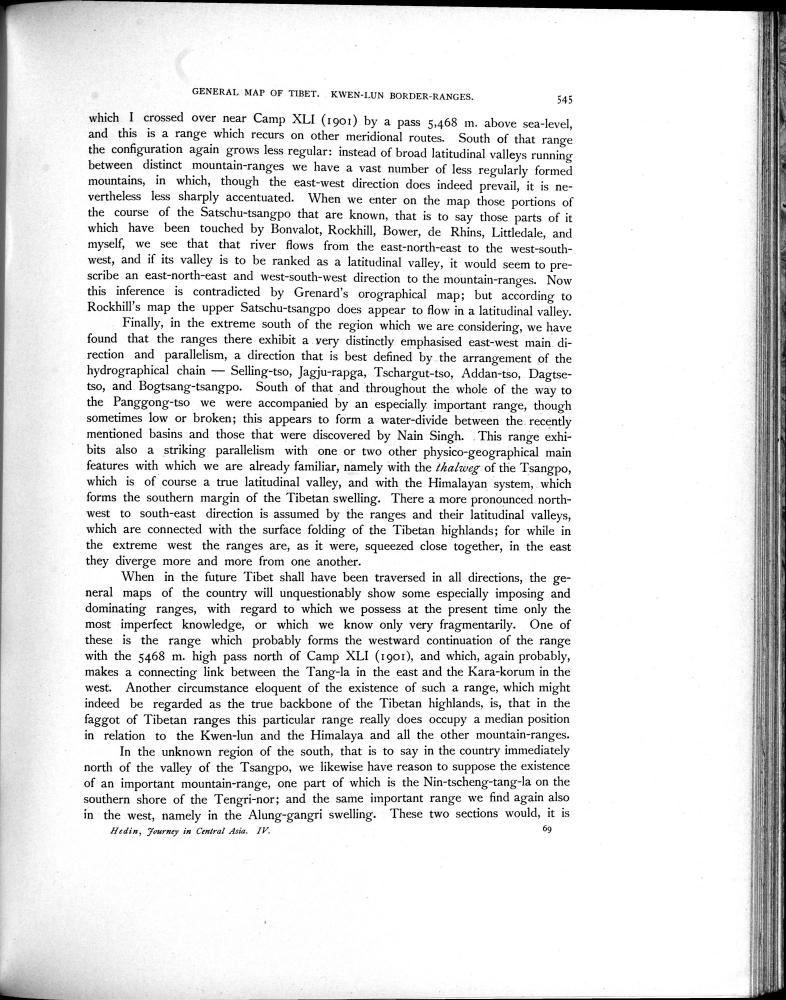 GENERAL MAP OF TIBET. KWEN-LUN BORDER-RANGES. 545
which I crossed over near Camp XLI (1901) by a pass 5,468 m. above sea-level,
and this is a range which recurs on other meridional routes. South of that range
the configuration again grows less regular: instead of broad latitudinal valleys running
between distinct mountain-ranges we have a vast number of less regularly formed
mountains, in which, though the east-west direction does indeed prevail, it is ne-
vertheless less sharply accentuated. When we enter on the map those portions of
the course of the Satschu-tsangpo that are known, that is to say those parts of it
which have been touched by Bonvalot, Rockhill, Bower, de Rhins, Littledale, and
myself, we see that that river flows from the east-north-east to the west-south-
west, and if its valley is to be ranked as a latitudinal valley, it would seem to pre-
scribe an east-north-east and west-south-west direction to the mountain-ranges. Now
this inference is contradicted by Grenard's orographical map; but according to
Rockhill's map the upper Satschu-tsangpo does appear to flow in a latitudinal valley.
Finally, in the extreme south of the region which we are considering, we have
found that the ranges there exhibit a very distinctly emphasised east-west main di-
rection and parallelism, a direction that is best defined by the arrangement of the
hydrographical chain — Selling-tso, Jagju-rapga, Tschargut-tso, Addan-tso, Dagtse-
tso, and Bogtsang-tsangpo. South of that and throughout the whole of the way to
the Panggong-tso we were accompanied by an especially important range, though
sometimes low or broken; this appears to form a water-divide between the recently
mentioned basins and those that were discovered by Nain Singh. This range exhi-
bits also a striking parallelism with one or two other physico-geographical main
features with which we are already familiar, namely with the thalweg of the Tsangpo,
which is of course a true latitudinal valley, and with the Himalayan system, which
forms the southern margin of the Tibetan swelling. There a more pronounced north-
west to south-east direction is assumed by the ranges and their latitudinal valleys,
which are connected with the surface folding of the Tibetan highlands; for while in
the extreme west the ranges are, as it were, squeezed close together, in the east
they diverge more and more from one another.
When in the future Tibet shall have been traversed in all directions, the ge-
neral maps of the country will unquestionably show some especially imposing and
dominating ranges, with regard to which we possess at the present time only the
most imperfect knowledge, or which we know only very fragmentarily. One of
these is the range which probably forms the westward continuation of the range
with the 5468 m. high pass north of Camp XLI (1901), and which, again probably,
makes a connecting link between the Tang-la in the east and the Kara-korum in the
west. Another circumstance eloquent of the existence of such a range, which might
indeed be regarded as the true backbone of the Tibetan highlands, is, that in the
faggot of Tibetan ranges this particular range really does occupy a median position
in relation to the Kwen-lun and the Himalaya and all the other mountain-ranges.
In the unknown region of the south, that is to say in the country immediately
north of the valley of the Tsangpo, we likewise have reason to suppose the existence
of an important mountain-range, one part of which is the Nin-tscheng-tang-la on the
southern shore of the Tengri-nor; and the same important range we find again also
in the west, namely in the Alung-gangri swelling. These two sections would, it is
Hedin, Journey in Central Asia. IV. 69